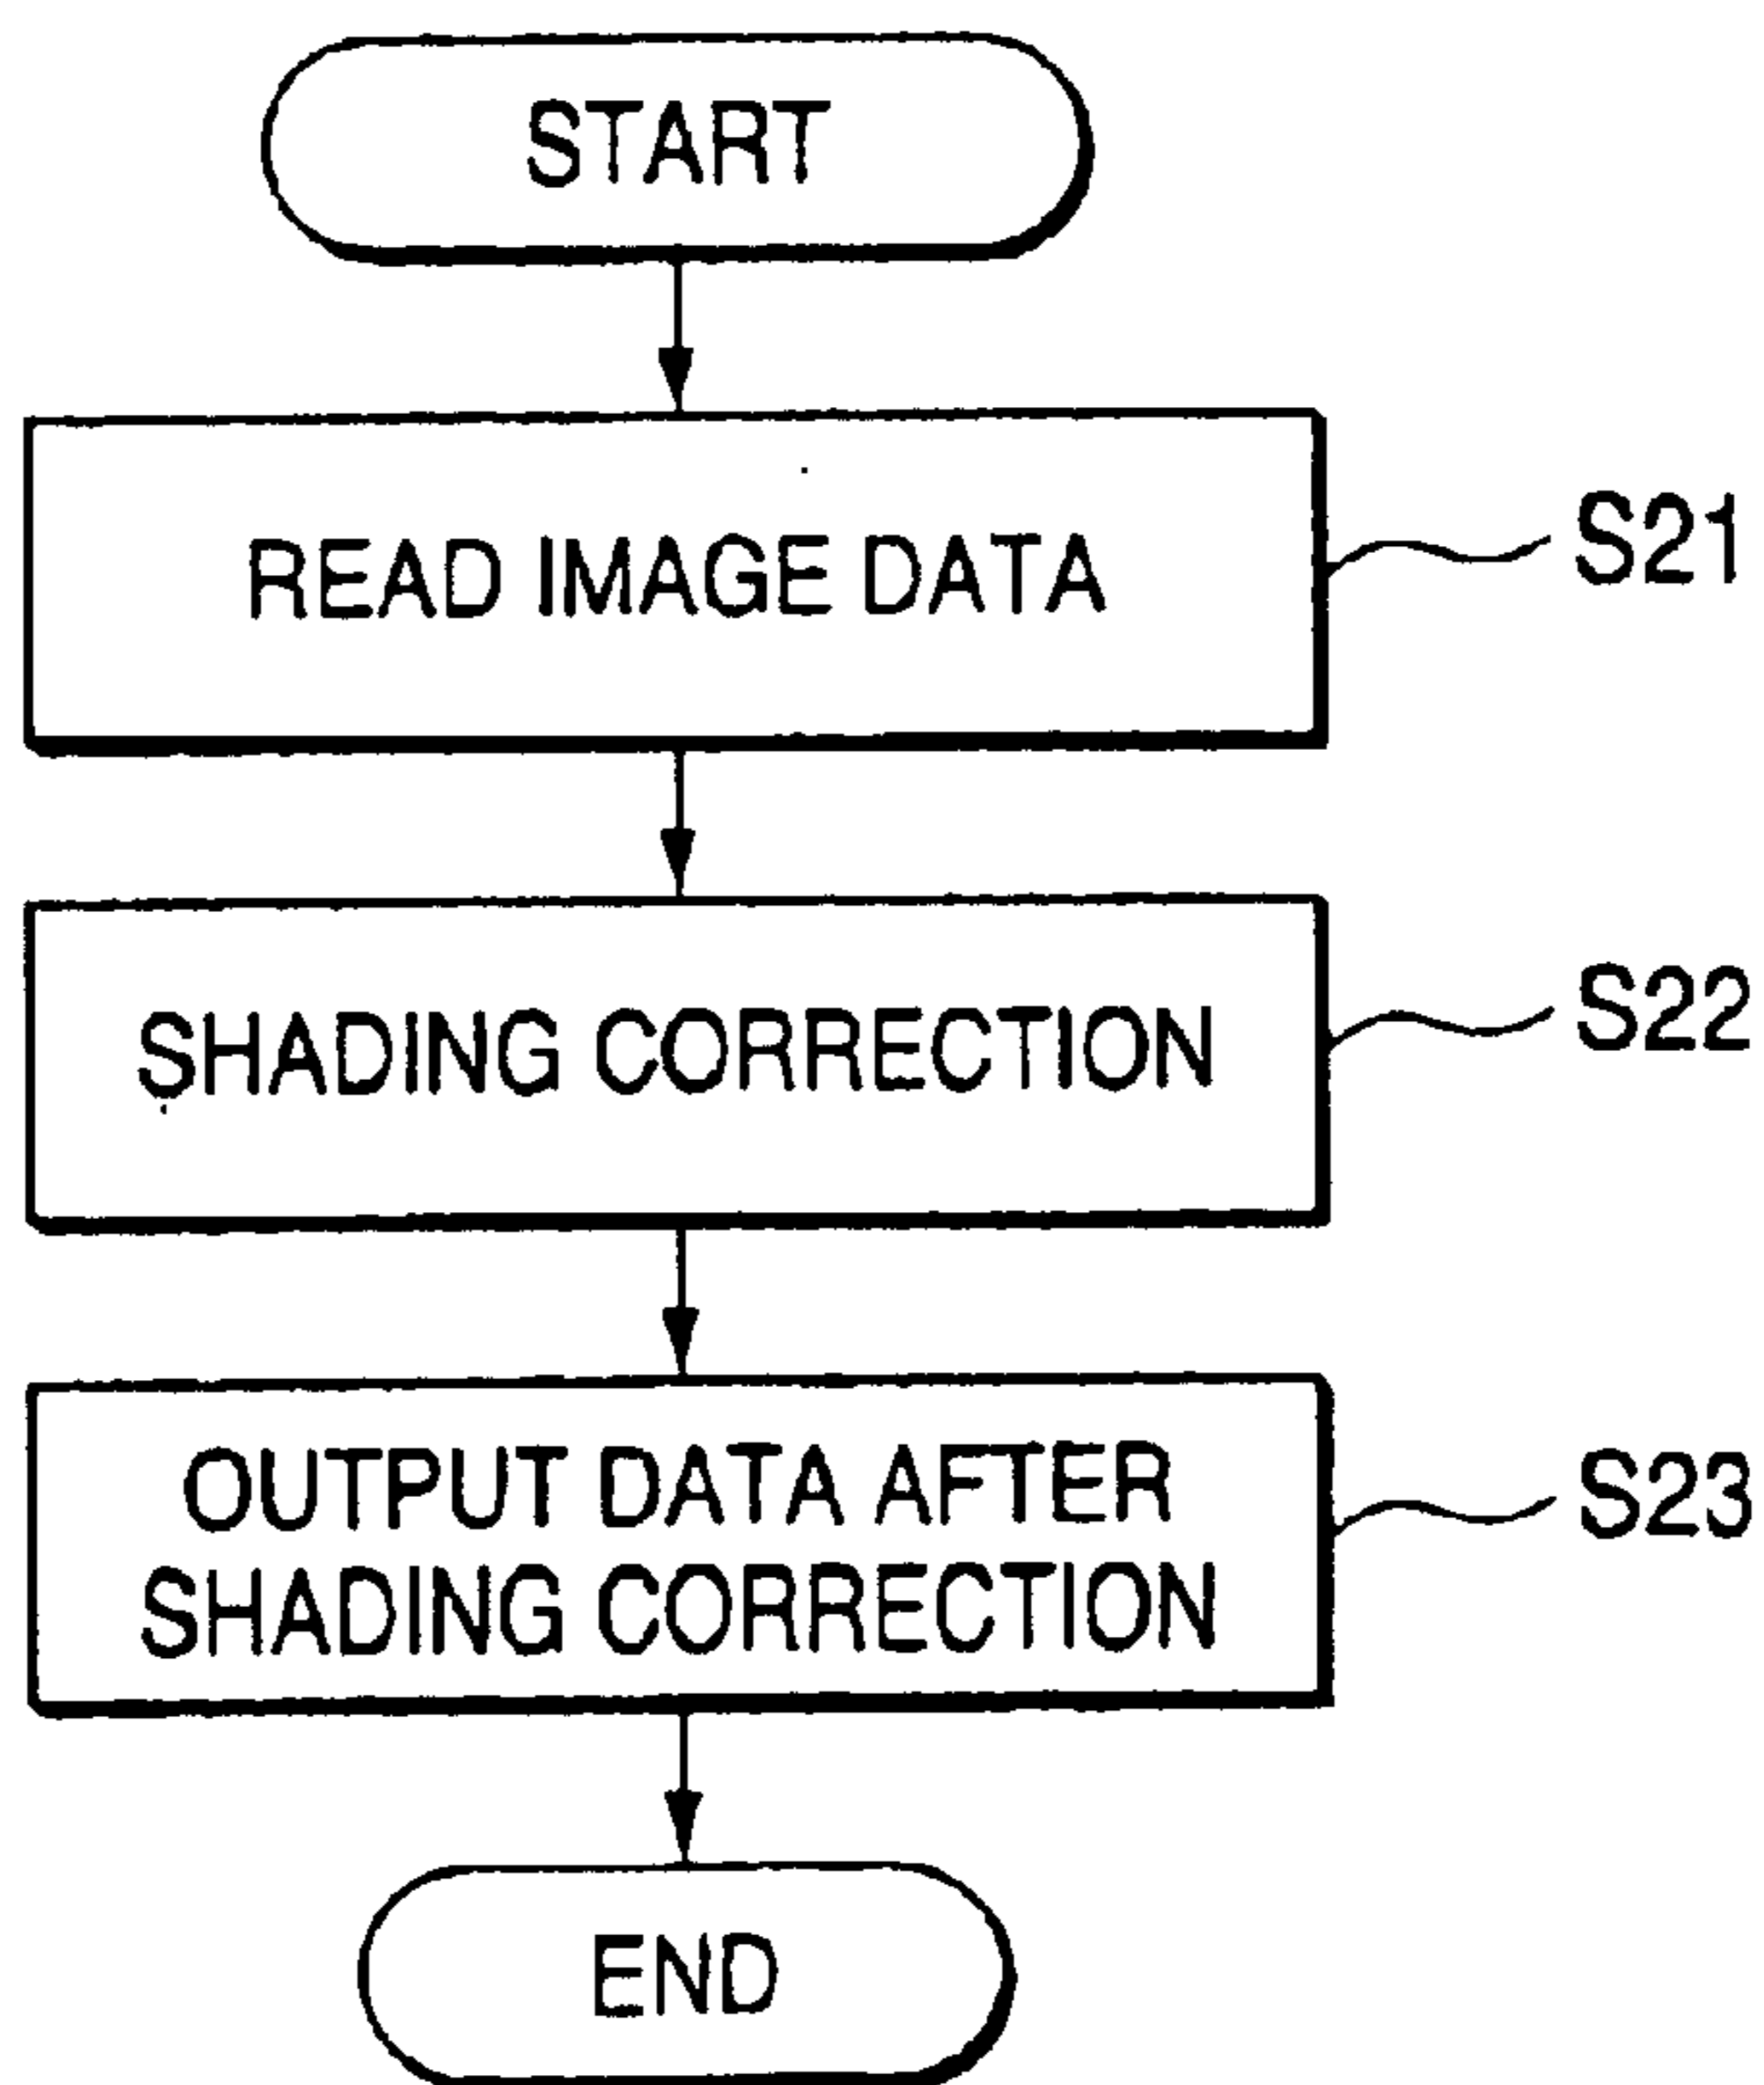 START
READ IMAGE DATA
S21
SHADING CORRECTION
S22
OUTPUT DATA AFTER
SHADING CORRECTION
S23
END